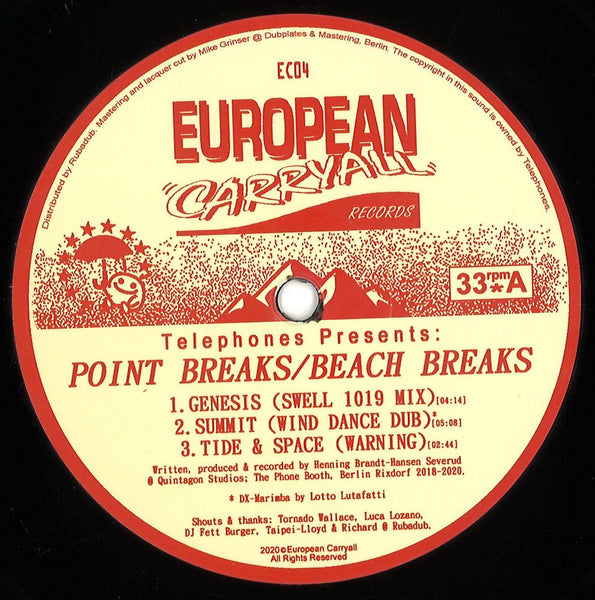 Distributed by Rubadub. Mastering and lacquer cut by Mike Grinser @ Dubplates & Mastering, Berlin. The copyright in this sound is owned by Telephones.
EC04
EUROPEAN
"CARRYALL"
RECORDS
33rpm*A
Telephones Presents:
POINT BREAKS/BEACH BREAKS
1. GENESIS (SWELL 1019 MIX)[04:14]
2. SUMMIT (WIND DANCE DUB)*[05:08]
3. TIDE & SPACE (WARNING)[02:44]
Written, produced & recorded by Henning Brandt-Hansen Severud
@ Quintagon Studios; The Phone Booth, Berlin Rixdorf 2018-2020.
* DX-Marimba by Lotto Lutafatti
Shouts & thanks: Tornado Wallace, Luca Lozano,
DJ Fett Burger, Taipei-Lloyd & Richard @ Rubadub.
2020©European Carryall
All Rights Reserved